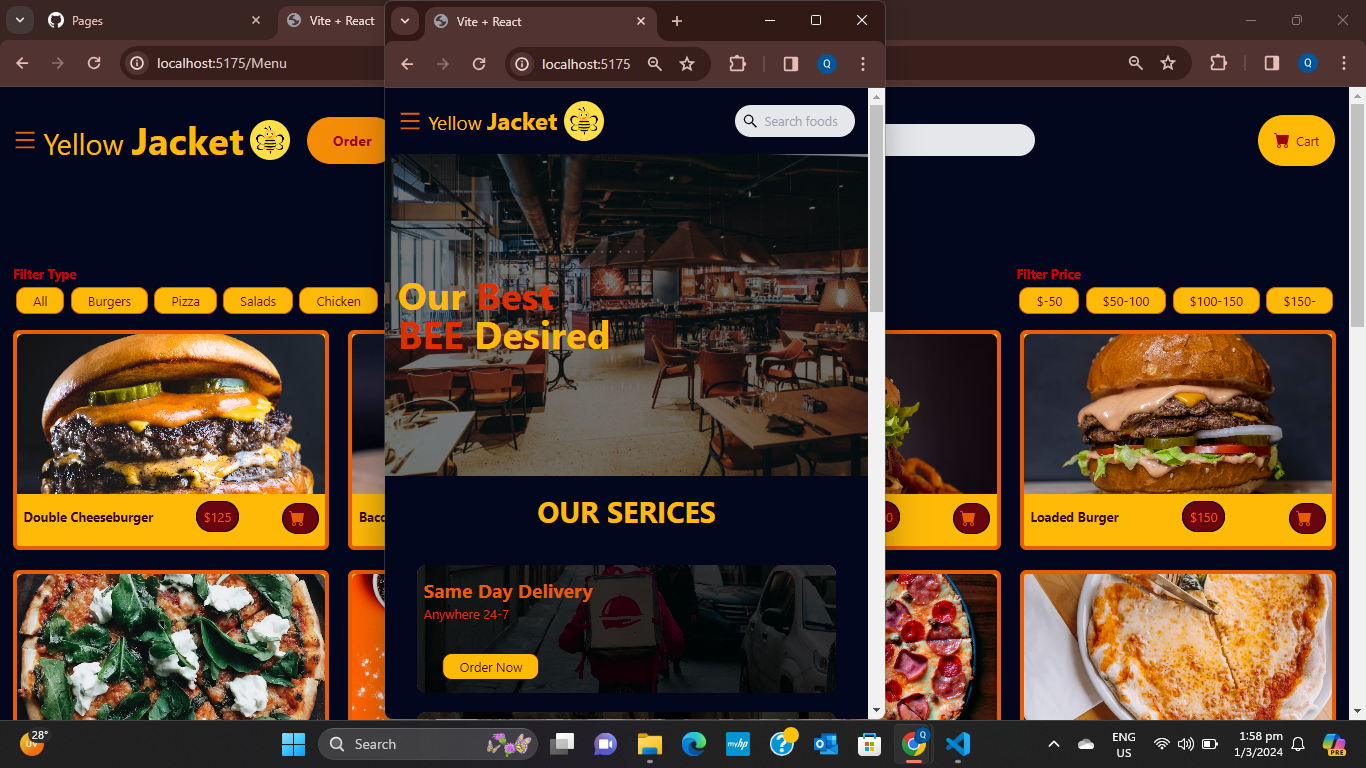 Pages
Vite + React
Vite + React
localhost:5175/Menu
localhost:5175
Q
Q
Yellow Jacket
Order
Yellow Jacket
Search foods
Cart
Our Best
BEE Desired
Filter Type
All
Burgers
Pizza
Salads
Chicken
Filter Price
$-50
$50-100
$100-150
$150-
Double Cheeseburger
$125
Loaded Burger
$150
OUR SERICES
Same Day Delivery
Anywhere 24-7
Order Now
28°
UV
Search
myhp
Q
ENG
US
1:58 pm
1/3/2024
PRE